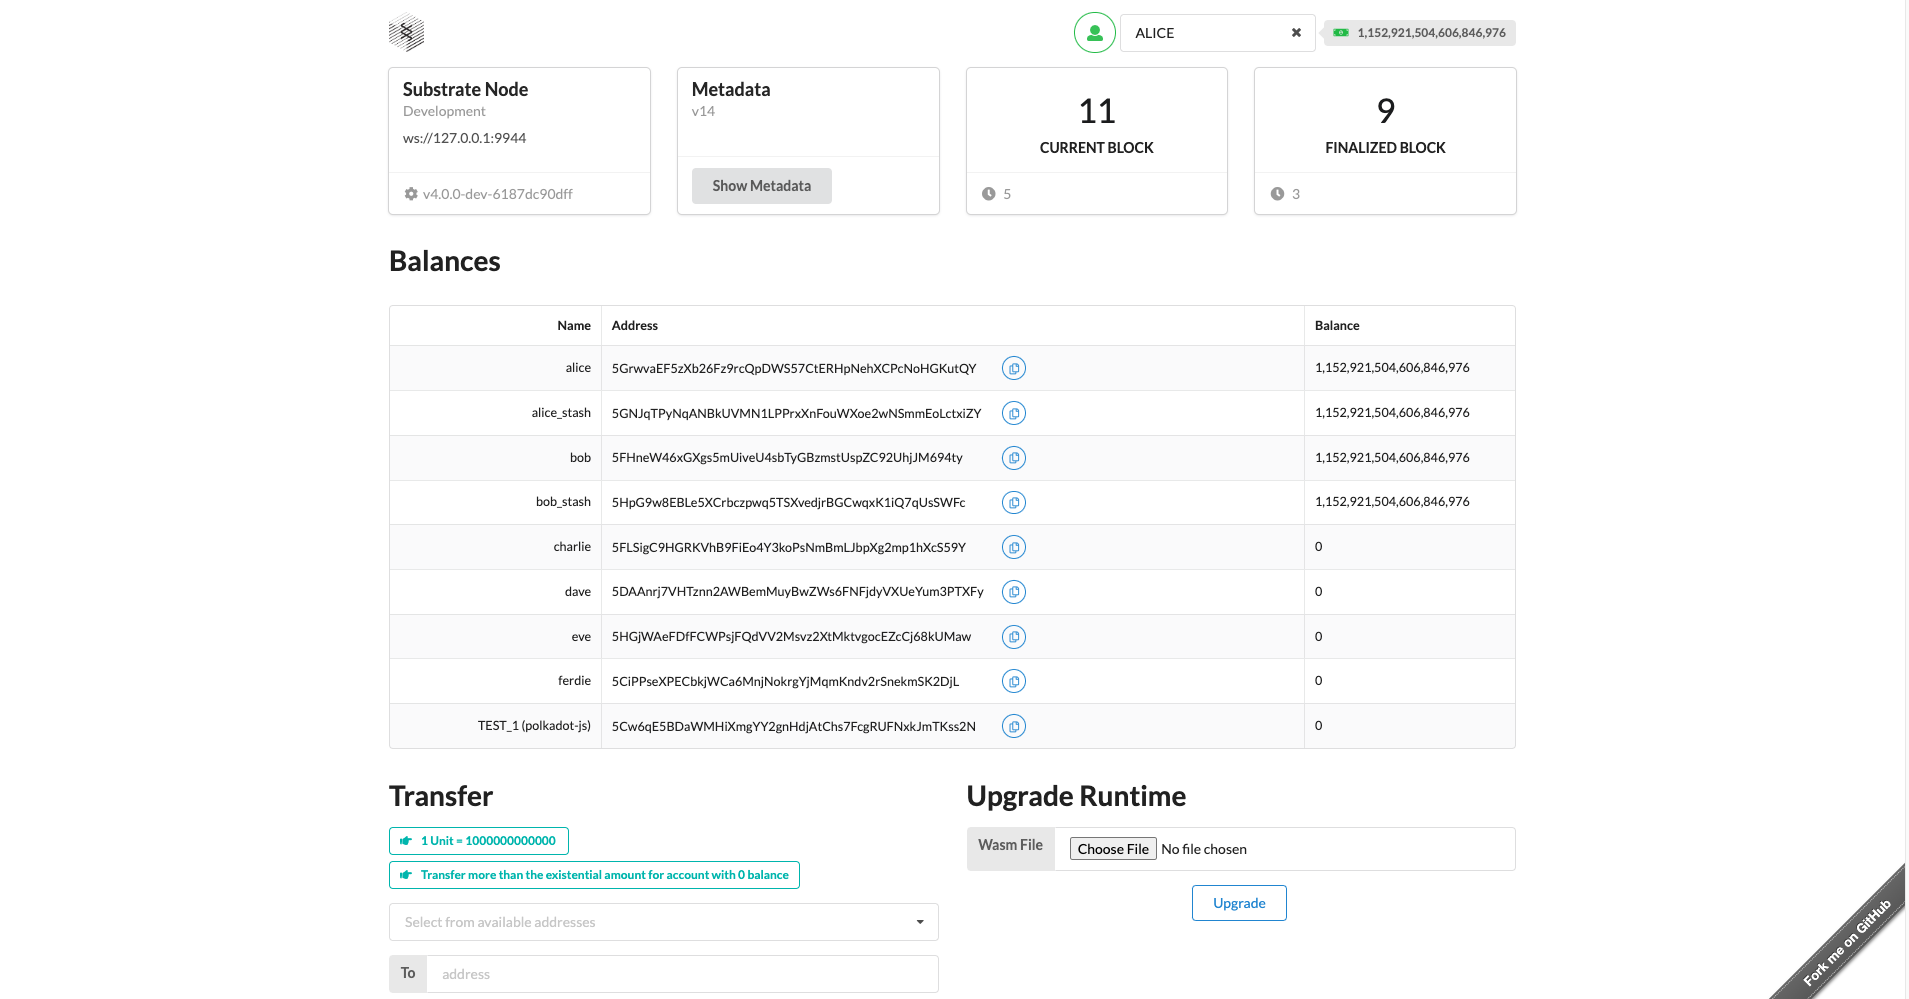 ALICE
1,152,921,504,606,846,976
Substrate Node
Development
ws://127.0.0.1:9944
v4.0.0-dev-6187dc90dff
Metadata
v14
Show Metadata
11
CURRENT BLOCK
5
9
FINALIZED BLOCK
3
Balances
Name Address Balance
alice 5GrwvaEF5zXb26Fz9rcQpDWS57CtERHpNehXCPcNoHGKutQY 1,152,921,504,606,846,976
alice_stash 5GNJqTPyNqANBkUVMN1LPPrxXnFouWXoe2wNSmmEoLctxiZY 1,152,921,504,606,846,976
bob 5FHneW46xGXgs5mUiveU4sbTyGBzmstUspZC92UhjJM694ty 1,152,921,504,606,846,976
bob_stash 5HpG9w8EBLe5XCrbczpwq5TSXvedjrBGCwqxK1iQ7qUsSWFc 1,152,921,504,606,846,976
charlie 5FLSigC9HGRKVhB9FiEo4Y3koPsNmBmLJbpXg2mp1hXcS59Y 0
dave 5DAAnrj7VHTznn2AWBemMuyBwZWs6FNFjdyVXUeYum3PTXFy 0
eve 5HGjWAeFDfFCWPsjFQdVV2Msvz2XtMktvgocEZcCj68kUMaw 0
ferdie 5CiPPseXPECbkjWCa6MnjNokrgYjMqmKndv2rSnekmSK2DjL 0
TEST_1 (polkadot-js) 5Cw6qE5BDaWMHiXmgYY2gnHdjAtChs7FcgRUFNxkJmTKss2N 0
Transfer
1 Unit = 1000000000000
Transfer more than the existential amount for account with 0 balance
Select from available addresses
To address
Upgrade Runtime
Wasm File Choose File No file chosen
Upgrade
Fork me on GitHub